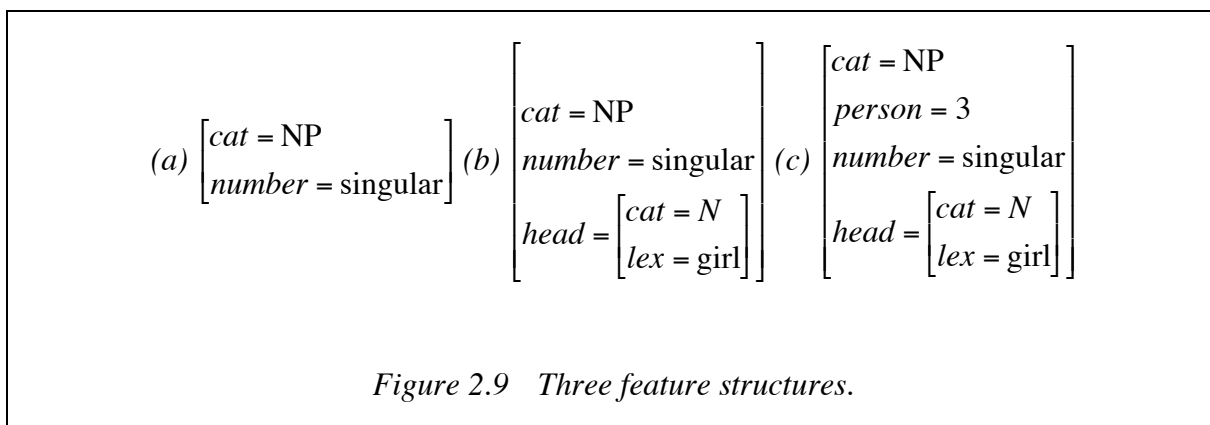 (a) [cat = NP
number = singular]
(b) [cat = NP
number = singular
head = [cat = N
lex = girl]]
(c) [cat = NP
person = 3
number = singular
head = [cat = N
lex = girl]]
Figure 2.9 Three feature structures.